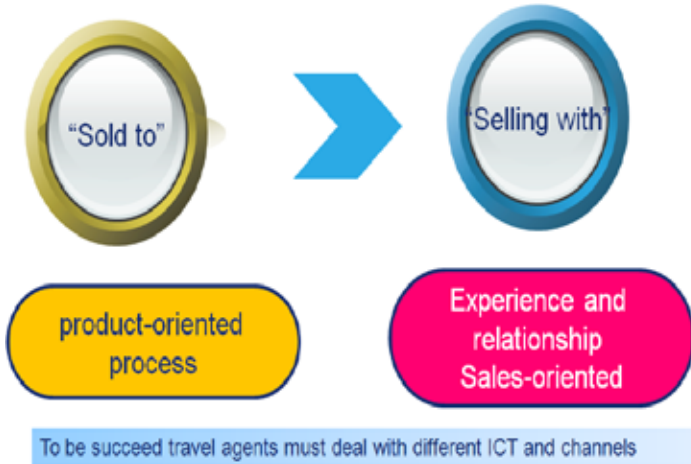 "Sold to"
"Selling with"
product-oriented
process
Experience and
relationship
Sales-oriented
To be succeed travel agents must deal with different ICT and channels